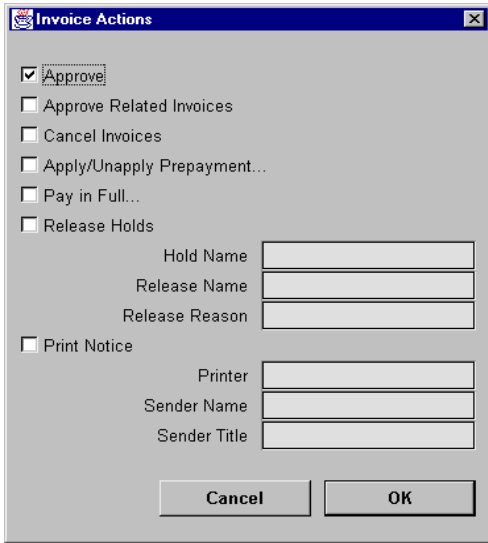 Invoice Actions
Approve
Approve Related Invoices
Cancel Invoices
Apply/Unapply Prepayment...
Pay in Full...
Release Holds
Hold Name
Release Name
Release Reason
Print Notice
Printer
Sender Name
Sender Title
Cancel OK